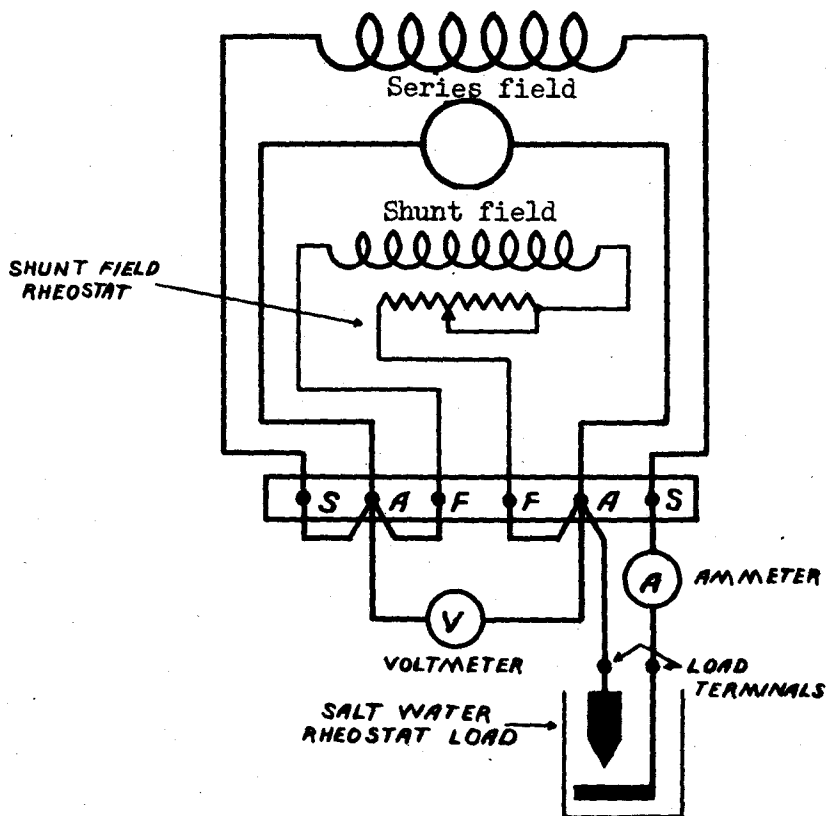 Series field
Shunt field
SHUNT FIELD
RHEOSTAT
S A F F A S
A
AMMETER
V
VOLTMETER
LOAD
TERMINALS
SALT WATER
RHEOSTAT LOAD